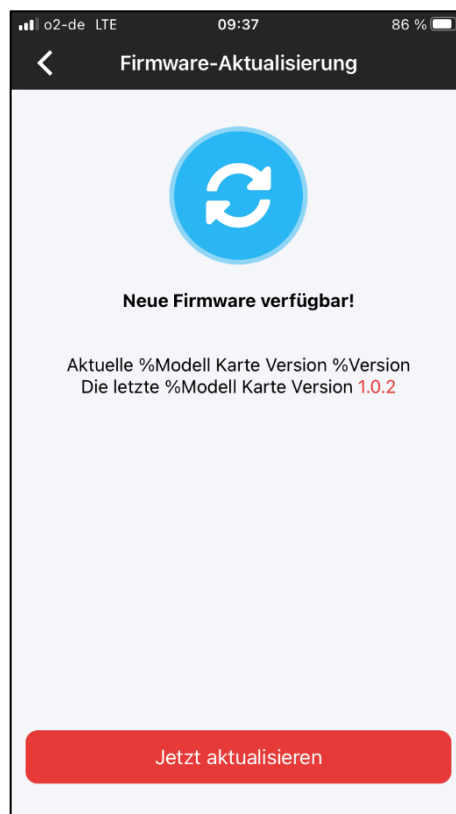 o2-de LTE 09:37 86 %
Firmware-Aktualisierung
Neue Firmware verfügbar!
Aktuelle %Modell Karte Version %Version
Die letzte %Modell Karte Version 1.0.2
Jetzt aktualisieren